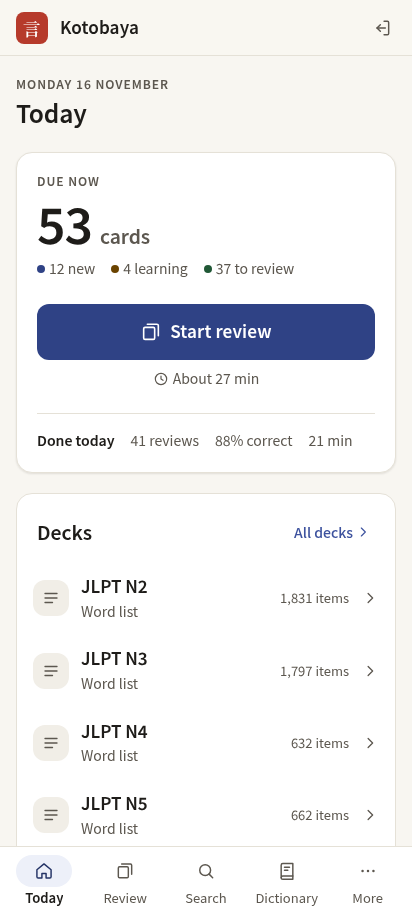 言 Kotobaya
MONDAY 16 NOVEMBER
Today
DUE NOW
53 cards
12 new 4 learning 37 to review
Start review
About 27 min
Done today 41 reviews 88% correct 21 min
Decks All decks
JLPT N2
Word list
1,831 items
JLPT N3
Word list
1,797 items
JLPT N4
Word list
632 items
JLPT N5
Word list
662 items
Today Review Search Dictionary More